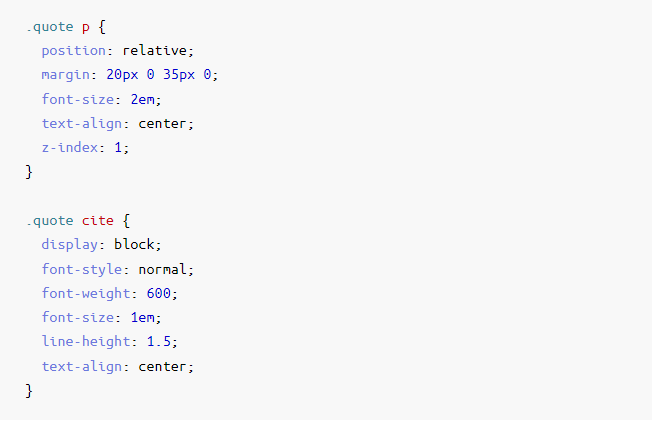 .quote p {
  position: relative;
  margin: 20px 0 35px 0;
  font-size: 2em;
  text-align: center;
  z-index: 1;
}

.quote cite {
  display: block;
  font-style: normal;
  font-weight: 600;
  font-size: 1em;
  line-height: 1.5;
  text-align: center;
}